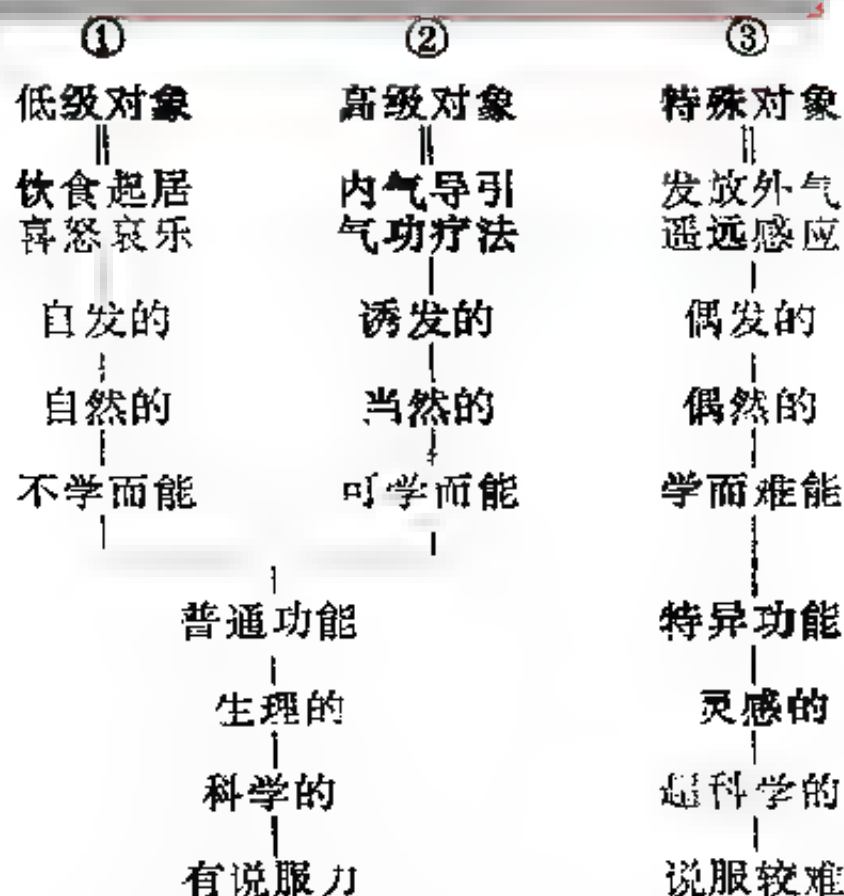 ① ② ③
低级对象 高级对象 特殊对象
饮食起居 内气导引 发放外气
喜怒哀乐 气功疗法 遥远感应
自发的 诱发的 偶发的
自然的 当然的 偶然的
不学而能 可学而能 学而难能
普通功能 特异功能
生理的 灵感的
科学的 超科学的
有说服力 说服较难